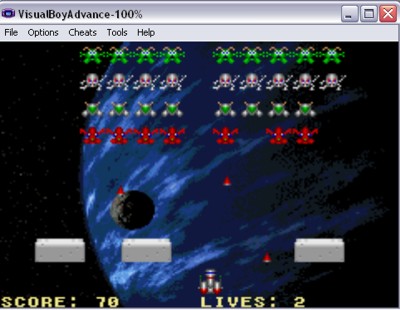 VisualBoyAdvance-100%
File Options Cheats Tools Help
SCORE: 70 LIVES: 2